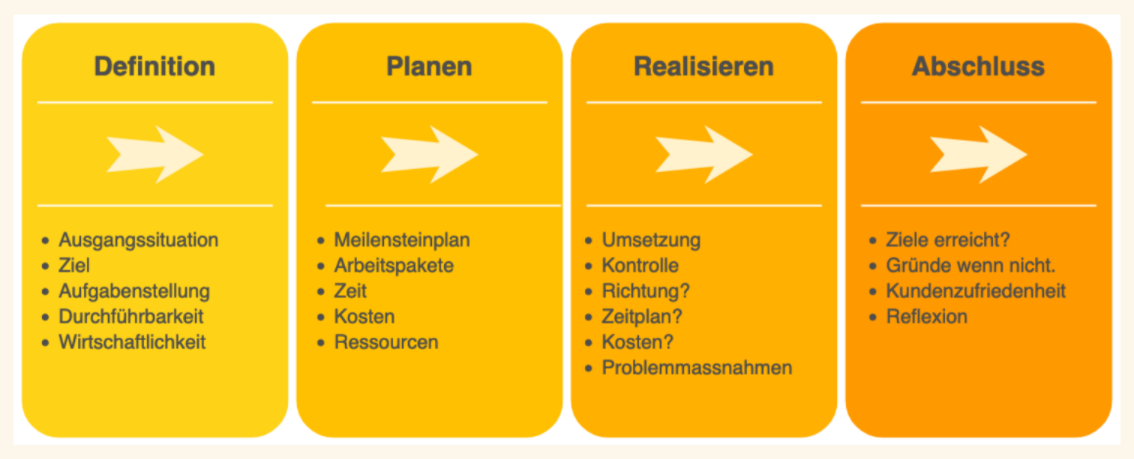 Definition
Ausgangssituation
Ziel
Aufgabenstellung
Durchführbarkeit
Wirtschaftlichkeit
Planen
Meilensteinplan
Arbeitspakete
Zeit
Kosten
Ressourcen
Realisieren
Umsetzung
Kontrolle
Richtung?
Zeitplan?
Kosten?
Problemmassnahmen
Abschluss
Ziele erreicht?
Gründe wenn nicht.
Kundenzufriedenheit
Reflexion